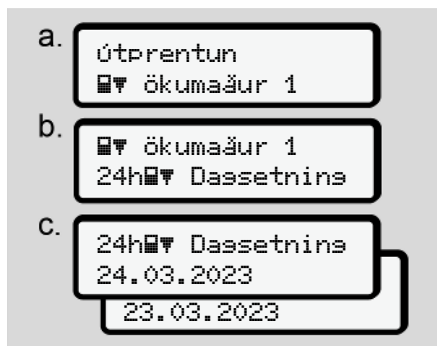 a.
útprentun
🖫▼ ökumaður 1
b.
🖫▼ ökumaður 1
24h🖫▼ Dagsetning
c.
24h🖫▼ Dagsetning
24.03.2023
23.03.2023